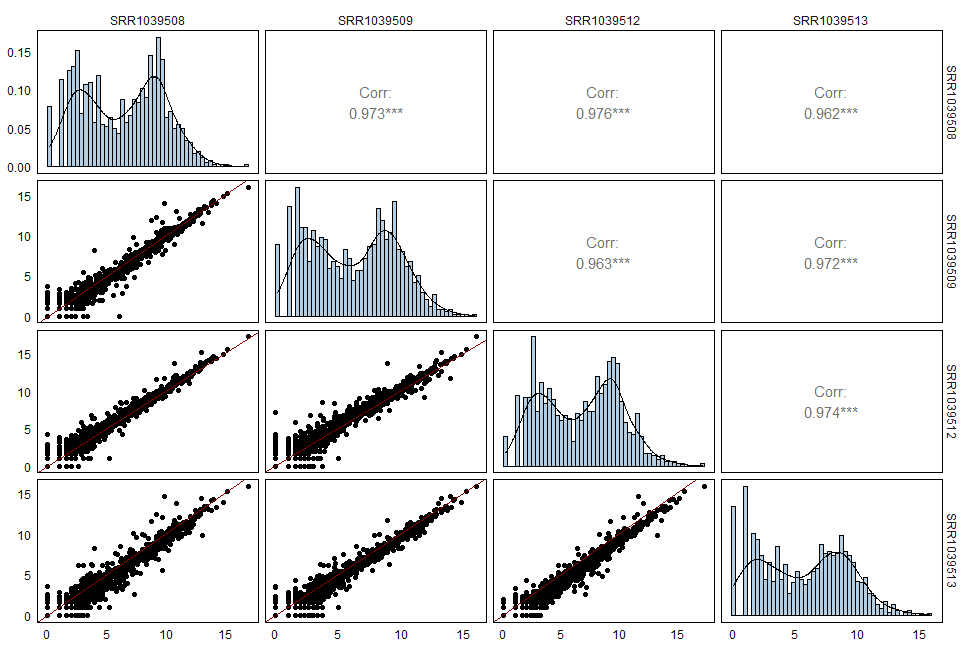 SRR1039508 SRR1039509 SRR1039512 SRR1039513
0.15
0.10
0.05
0.00
Corr:
0.973***
Corr:
0.976***
Corr:
0.962***
SRR1039508
15
10
5
0
Corr:
0.963***
Corr:
0.972***
SRR1039509
15
10
5
0
Corr:
0.974***
SRR1039512
15
10
5
0
SRR1039513
0 5 10 15 0 5 10 15 0 5 10 15 0 5 10 15